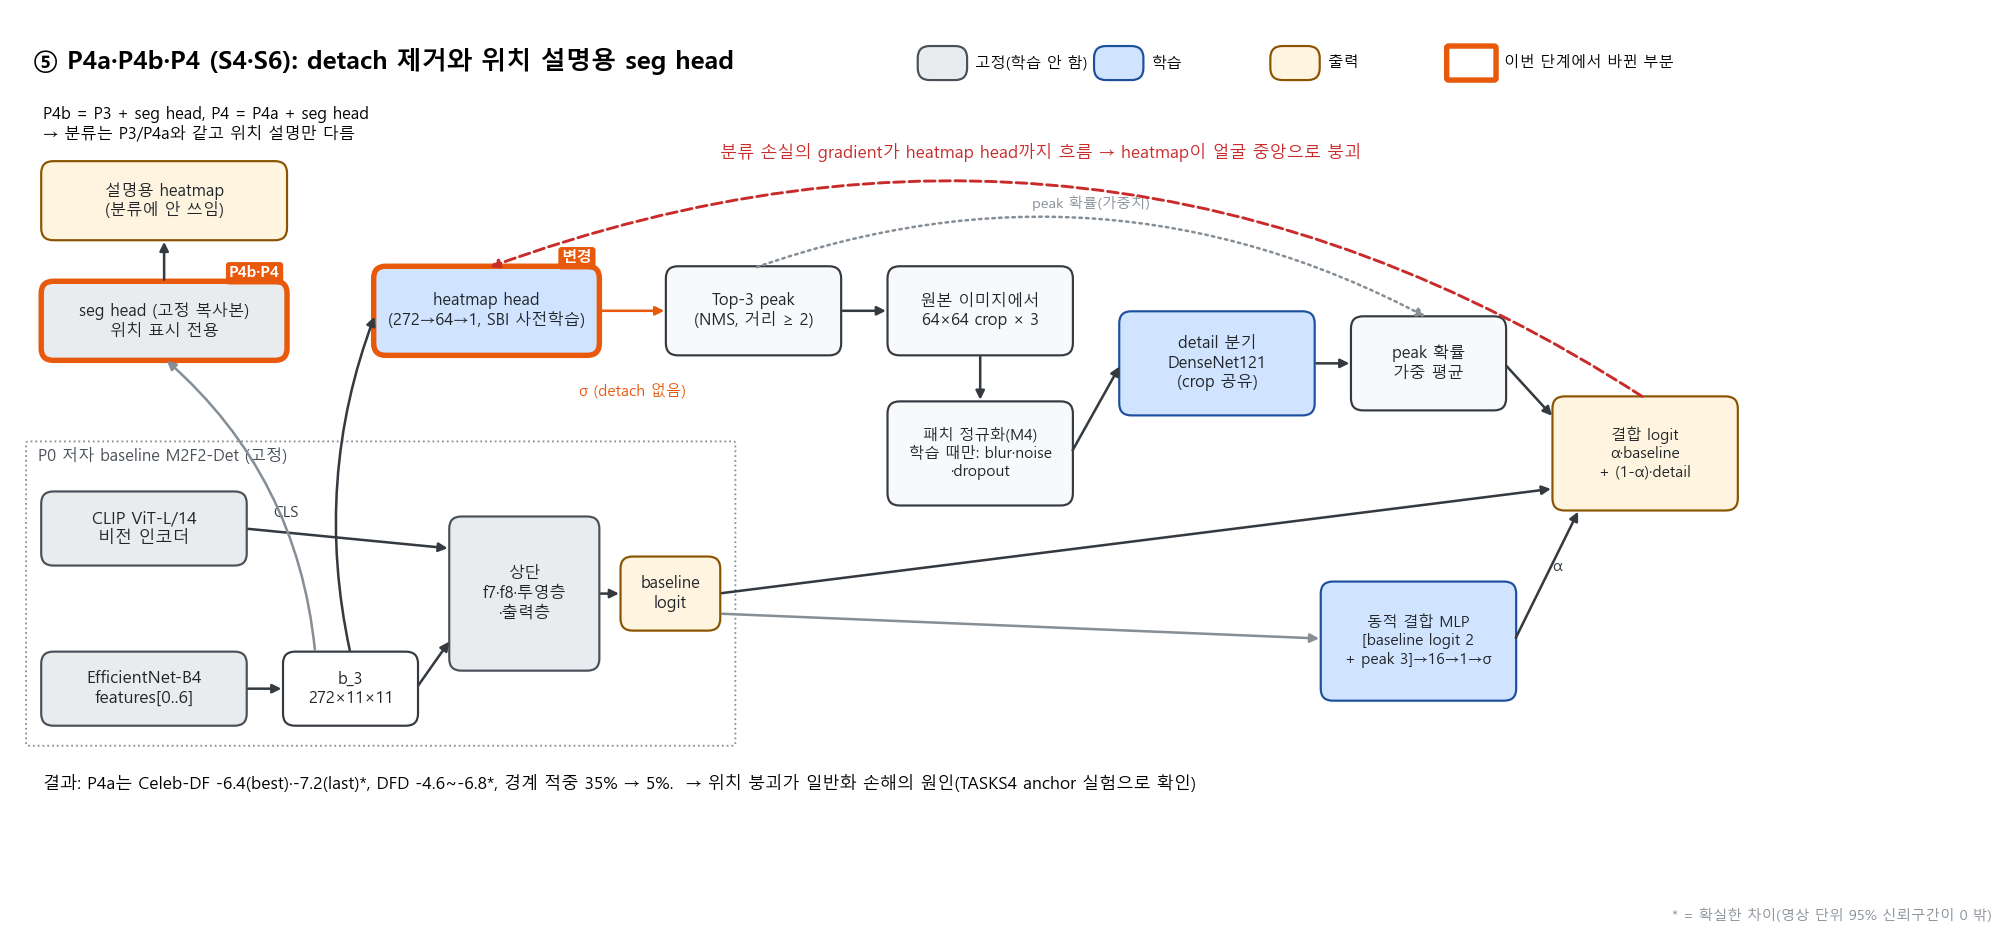 ⑤ P4a·P4b·P4 (S4·S6): detach 제거와 위치 설명용 seg head
고정(학습 안 함)
학습
출력
이번 단계에서 바뀐 부분
P4b = P3 + seg head, P4 = P4a + seg head
→ 분류는 P3/P4a와 같고 위치 설명만 다름
분류 손실의 gradient가 heatmap head까지 흐름 → heatmap이 얼굴 중앙으로 붕괴
peak 확률(가중치)
설명용 heatmap
(분류에 안 쓰임)
P4b·P4
seg head (고정 복사본)
위치 표시 전용
변경
heatmap head
(272→64→1, SBI 사전학습)
Top-3 peak
(NMS, 거리 ≥ 2)
원본 이미지에서
64×64 crop × 3
detail 분기
DenseNet121
(crop 공유)
peak 확률
가중 평균
σ (detach 없음)
패치 정규화(M4)
학습 때만: blur·noise
·dropout
결합 logit
α·baseline
+ (1-α)·detail
P0 저자 baseline M2F2-Det (고정)
CLIP ViT-L/14
비전 인코더
CLS
상단
f7·f8·투영층
·출력층
baseline
logit
α
동적 결합 MLP
[baseline logit 2
+ peak 3]→16→1→σ
EfficientNet-B4
features[0..6]
b_3
272×11×11
결과: P4a는 Celeb-DF -6.4(best)·-7.2(last)*, DFD -4.6~-6.8*, 경계 적중 35% → 5%. → 위치 붕괴가 일반화 손해의 원인(TASKS4 anchor 실험으로 확인)
* = 확실한 차이(영상 단위 95% 신뢰구간이 0 밖)